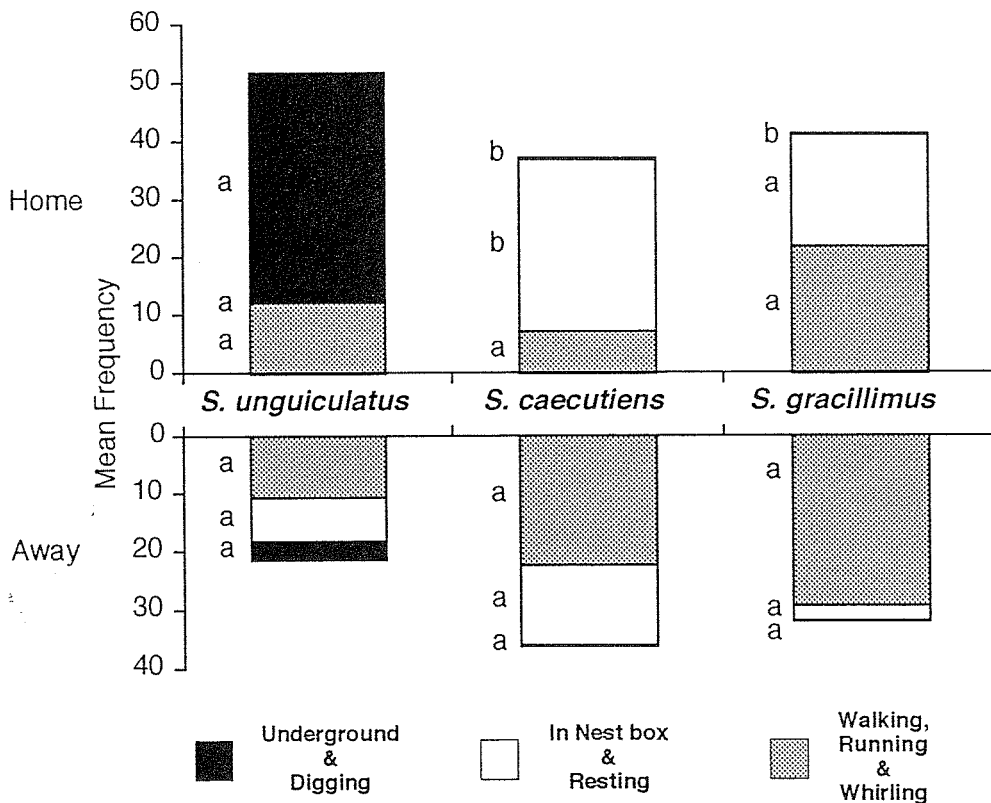 60
50
b
40
b
a
a
Home
30
b
20
a
a
10
a
a
0
Mean Frequency
S. unguiculatus
S. caecutiens
S. gracillimus
0
a
a
a
10
a
Away
20
a
a
a
30
a
a
40
Underground
&
Digging
In Nest box
&
Resting
Walking,
Running
&
Whirling